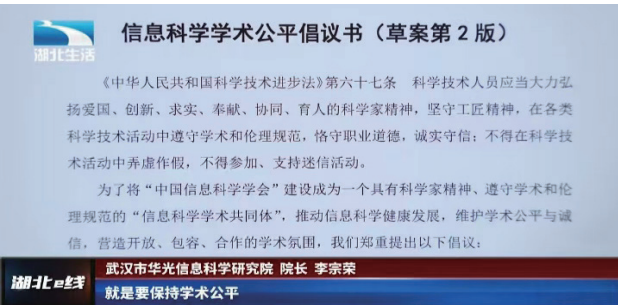 湖北生活
信息科学学术公平倡议书（草案第 2 版）
《中华人民共和国科学技术进步法》第六十七条　科学技术人员应当大力弘
扬爱国、创新、求实、奉献、协同、育人的科学家精神，坚守工匠精神，在各类
科学技术活动中遵守学术和伦理规范，恪守职业道德，诚实守信；不得在科学技
术活动中弄虚作假，不得参加、支持迷信活动。
为了将“中国信息科学学会”建设成为一个具有科学家精神、遵守学术和伦
理规范的“信息科学学术共同体”，推动信息科学健康发展，维护学术公平与诚
信，营造开放、包容、合作的学术氛围，我们郑重提出以下倡议：
湖北e线
武汉市华光信息科学研究院 院长 李宗荣
就是要保持学术公平